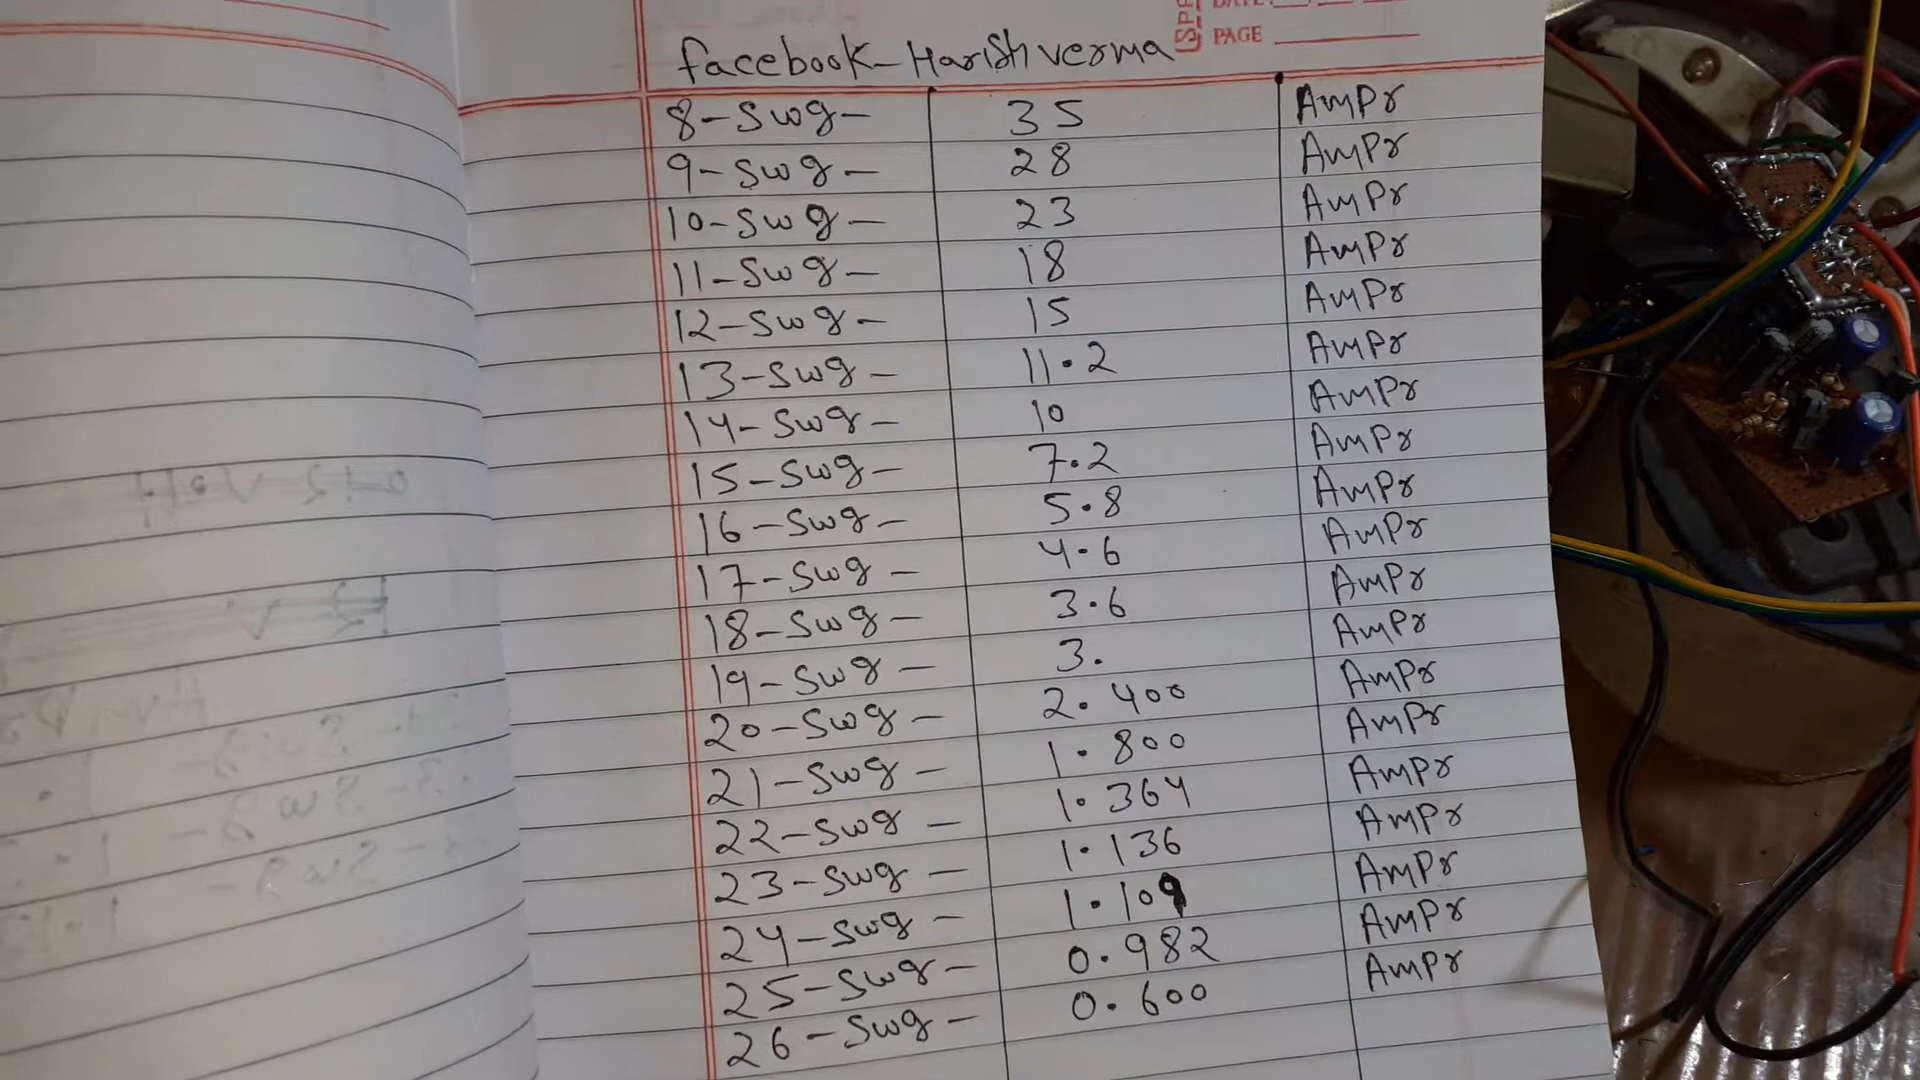 DATE
PAGE
facebook-Harish verma
8-swg- 35 AmPr
9-swg- 28 AmPr
10-swg- 23 AmPr
11-swg- 18 AmPr
12-swg- 15 AmPr
13-swg- 11.2 AmPr
14-swg- 10 AmPr
15-swg- 7.2 AmPr
16-swg- 5.8 AmPr
17-swg- 4.6 AmPr
18-swg- 3.6 AmPr
19-swg- 3. AmPr
20-swg- 2.400 AmPr
21-swg- 1.800 AmPr
22-swg- 1.364 AmPr
23-swg- 1.136 AmPr
24-swg- 1.109 AmPr
25-swg- 0.982 AmPr
26-swg- 0.600 AmPr